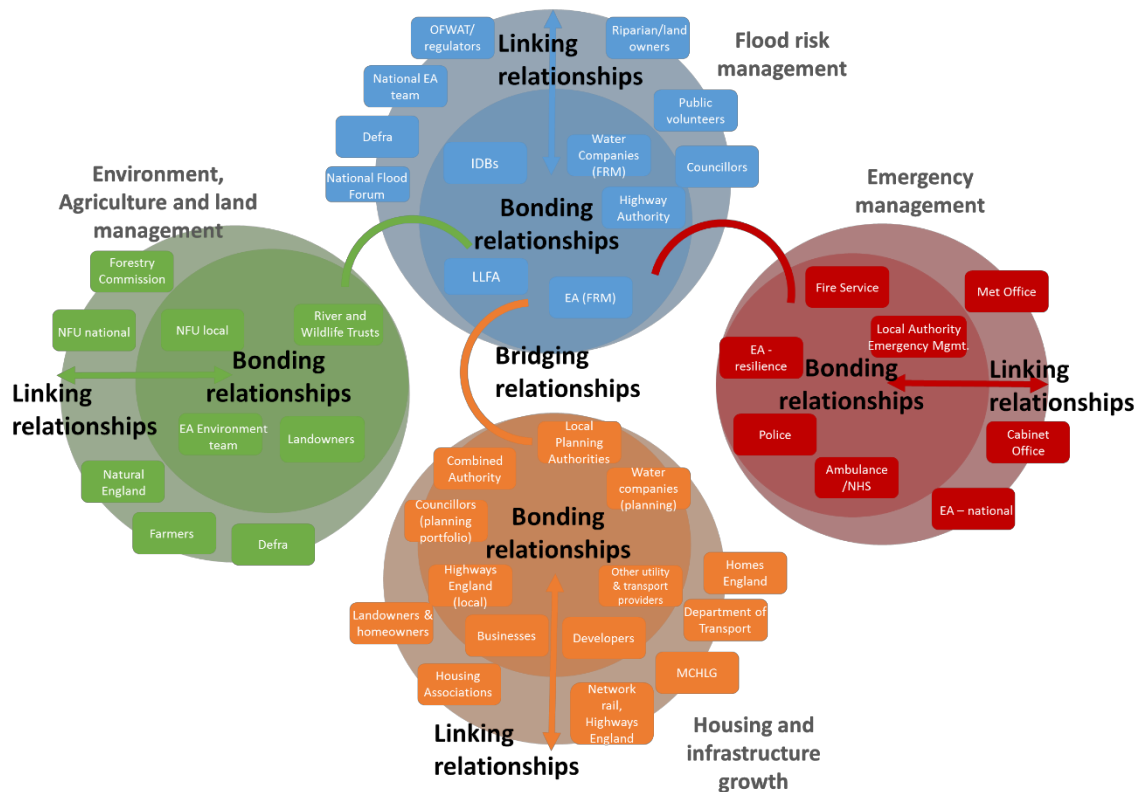 OFWAT/
regulators
Linking
relationships
Riparian/land
owners
Flood risk
management
National EA
team
Public
volunteers
Defra
IDBs
Water
Companies
(FRM)
Councillors
National Flood
Forum
Highway
Authority
Bonding
relationships
LLFA
EA (FRM)
Bridging
relationships
Environment,
Agriculture and land
management
Forestry
Commission
NFU national
NFU local
River and
Wildlife Trusts
Bonding
relationships
Linking
relationships
EA Environment
team
Landowners
Natural
England
Farmers
Defra
Emergency
management
Fire Service
Met Office
Local Authority
Emergency Mgmt.
EA -
resilience
Bonding
relationships
Linking
relationships
Police
Cabinet
Office
Ambulance
/NHS
EA – national
Local
Planning
Authorities
Combined
Authority
Water
companies
(planning)
Councillors
(planning
portfolio)
Bonding
relationships
Highways
England
(local)
Other utility
& transport
providers
Homes
England
Landowners &
homeowners
Businesses
Developers
Department of
Transport
Housing
Associations
MCHLG
Network
rail,
Highways
England
Linking
relationships
Housing and
infrastructure
growth